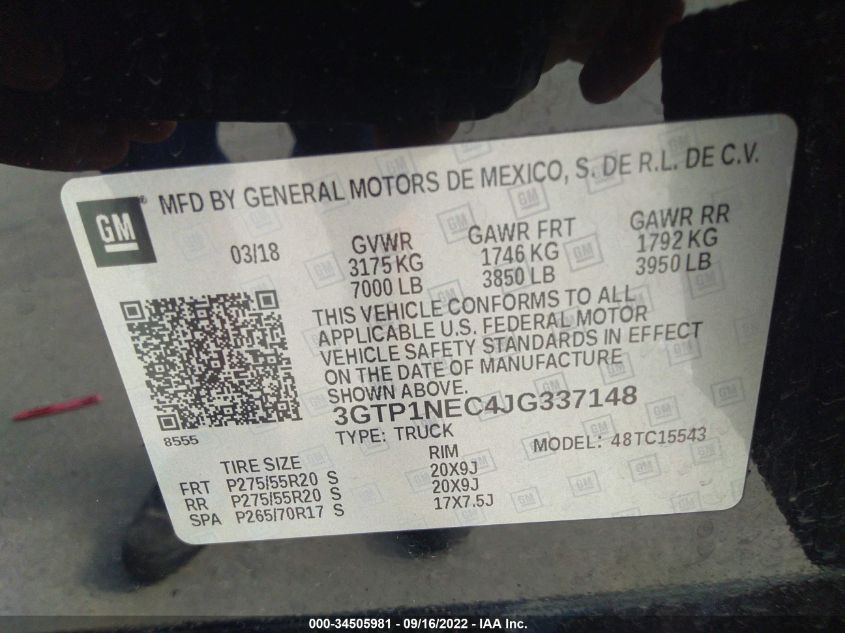 GM
®
MFD BY GENERAL MOTORS DE MEXICO, S. DE R.L. DE C.V.
03/18
GVWR
3175 KG
7000 LB
GAWR FRT
1746 KG
3850 LB
GAWR RR
1792 KG
3950 LB
THIS VEHICLE CONFORMS TO ALL
APPLICABLE U.S. FEDERAL MOTOR
VEHICLE SAFETY STANDARDS IN EFFECT
ON THE DATE OF MANUFACTURE
SHOWN ABOVE.
3GTP1NEC4JG337148
8555
TYPE: TRUCK
MODEL: 48TC15543
TIRE SIZE RIM
FRT P275/55R20 S 20X9J
RR P275/55R20 S 20X9J
SPA P265/70R17 S 17X7.5J
000-34505981 - 09/16/2022 - IAA Inc.